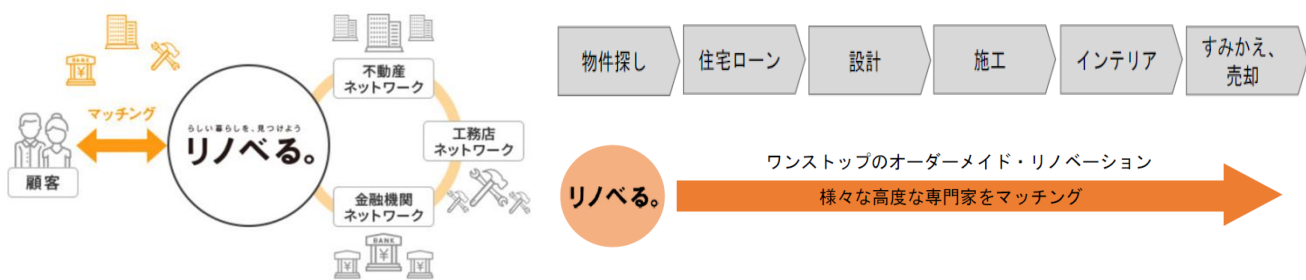 マッチング
顧客
らしい暮らしを、見つけよう
リノベる。
不動産
ネットワーク
工務店
ネットワーク
金融機関
ネットワーク
BANK
¥
BANK
¥
¥
¥
物件探し
住宅ローン
設計
施工
インテリア
すみかえ、
売却
リノベる。
ワンストップのオーダーメイド・リノベーション
様々な高度な専門家をマッチング